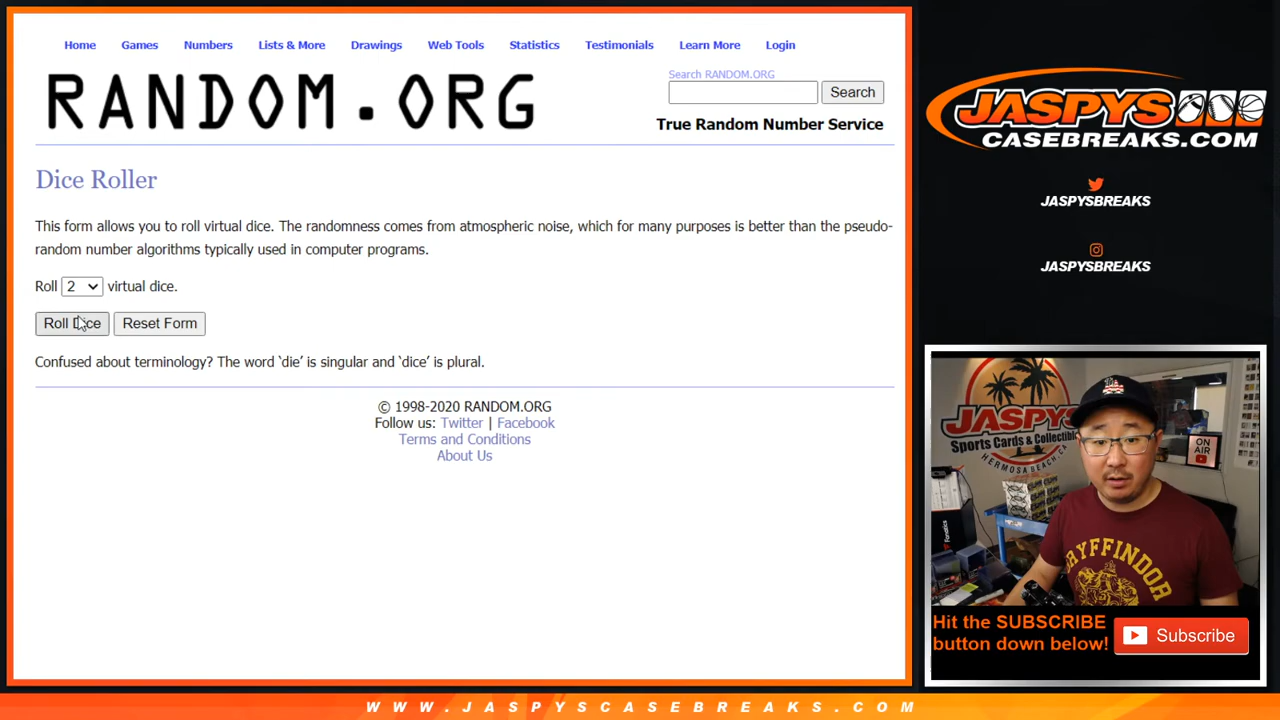 Home Games Numbers Lists & More Drawings Web Tools Statistics Testimonials Learn More Login
RANDOM.ORG
Search RANDOM.ORG
Search
True Random Number Service
Dice Roller
This form allows you to roll virtual dice. The randomness comes from atmospheric noise, which for many purposes is better than the pseudo-
random number algorithms typically used in computer programs.
Roll 2 virtual dice.
Roll Dice Reset Form
Confused about terminology? The word ‘die’ is singular and ‘dice’ is plural.
© 1998-2020 RANDOM.ORG
Follow us: Twitter | Facebook
Terms and Conditions
About Us
JASPYS
CASEBREAKS.COM
JASPYSBREAKS
JASPYSBREAKS
JASPYS
Sports Cards & Collectibles
HERMOSA BEACH, CA
ON
AIR
Fanatics
GRYFFINDOR
Hit the SUBSCRIBE
button down below!
Subscribe
WWW.JASPYSCASEBREAKS.COM